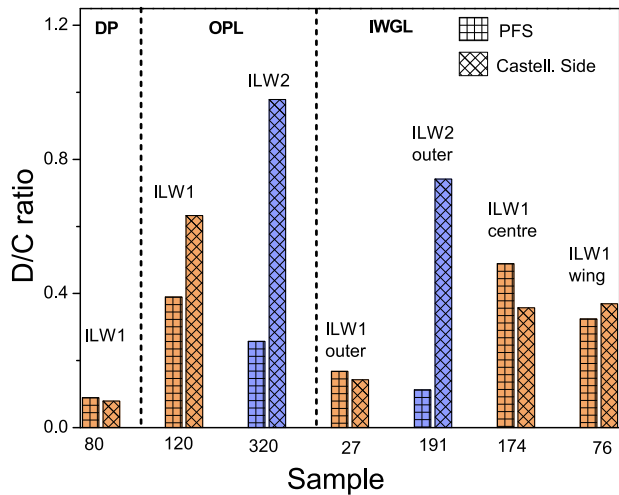 1.2
0.8
0.4
0.0
D/C ratio
DP
OPL
IWGL
PFS
Castell. Side
ILW1
ILW1
ILW2
ILW1
outer
ILW2
outer
ILW1
centre
ILW1
wing
80
120
320
27
191
174
76
Sample